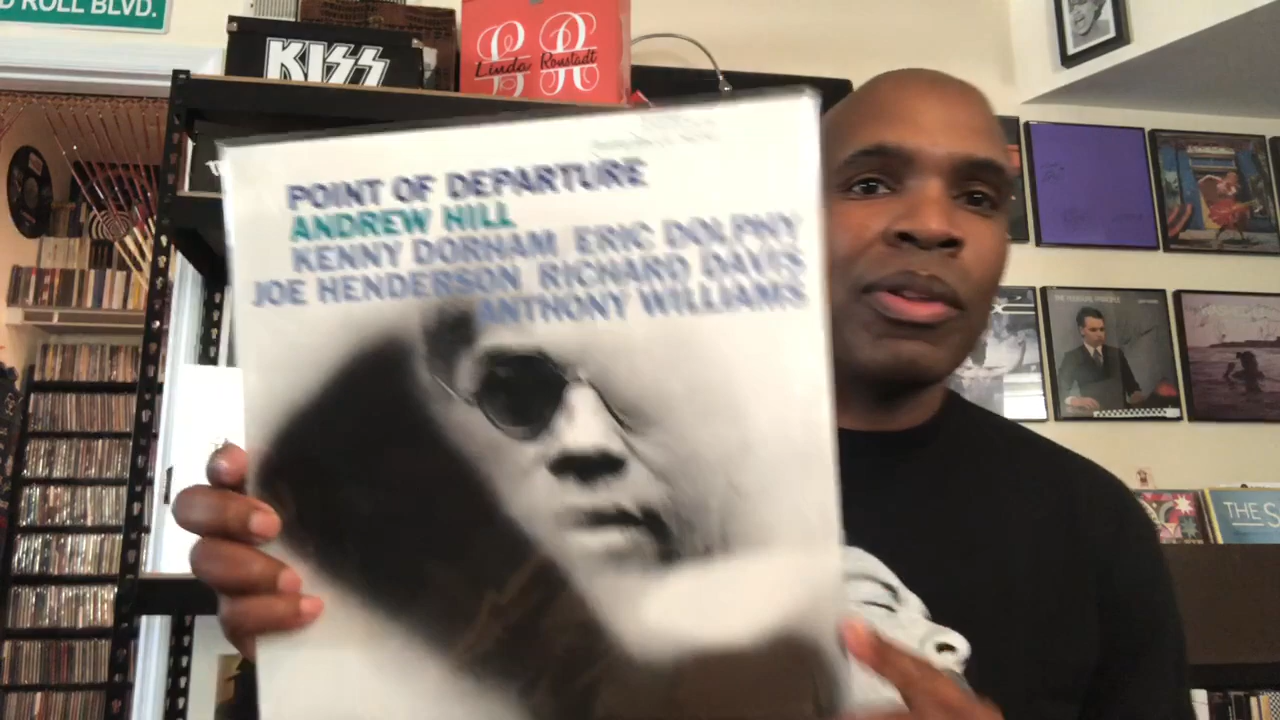 D ROLL BLVD.
KISS
Linda Ronstadt
POINT OF DEPARTURE
ANDREW HILL
KENNY DORHAM ERIC DOLPHY
JOE HENDERSON RICHARD DAVIS
ANTHONY WILLIAMS
THE S